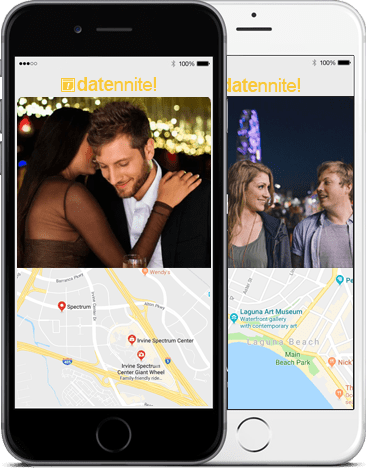 100%
datennite!
Wendy's
Barranca Pkwy
Alton Pkwy
Spectrum
Irvine Spectrum Center
Irvine Spectrum
Center Giant Wheel
Family friendly ride...
100%
datennite!
Pe
Laguna Art Museum
Waterfront gallery
with contemporary art
Laguna Beach
Main
Beach Park
Nick'
Th